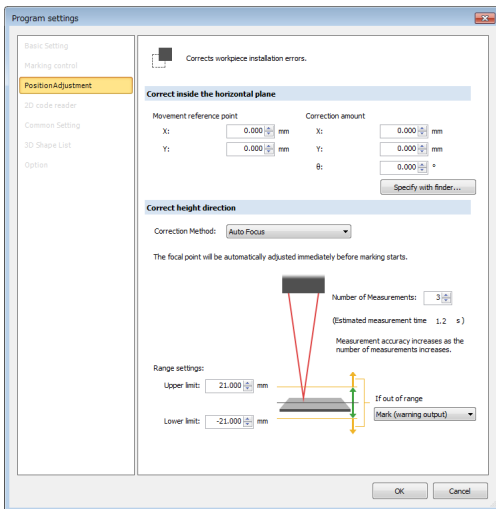 Program settings
Basic Setting
Marking control
PositionAdjustment
2D code reader
Common Setting
3D Shape List
Option
Corrects workpiece installation errors.
Correct inside the horizontal plane
Movement reference point
Correction amount
X: 0.000 mm
X: 0.000 mm
Y: 0.000 mm
Y: 0.000 mm
θ: 0.000 °
Specify with finder...
Correct height direction
Correction Method: Auto Focus
The focal point will be automatically adjusted immediately before marking starts.
Number of Measurements: 3
(Estimated measurement time 1.2 s )
Measurement accuracy increases as the
number of measurements increases.
Range settings:
Upper limit: 21.000 mm
If out of range
Mark (warning output)
Lower limit: -21.000 mm
OK
Cancel